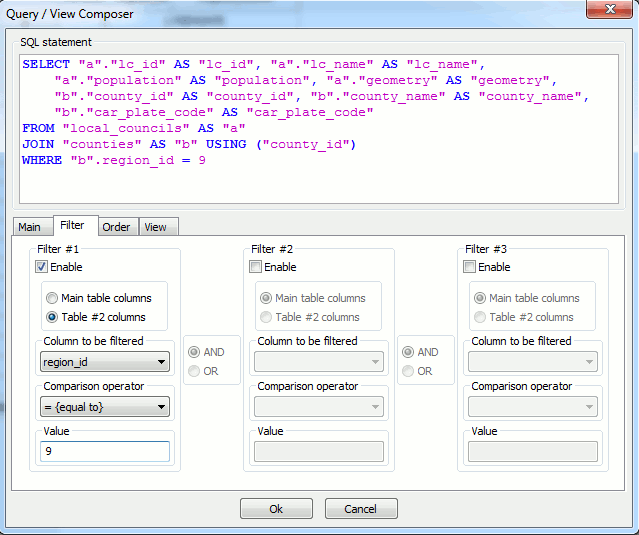 Query / View Composer
SQL statement
SELECT "a"."lc_id" AS "lc_id", "a"."lc_name" AS "lc_name",
"a"."population" AS "population", "a"."geometry" AS "geometry",
"b"."county_id" AS "county_id", "b"."county_name" AS "county_name",
"b"."car_plate_code" AS "car_plate_code"
FROM "local_councils" AS "a"
JOIN "counties" AS "b" USING ("county_id")
WHERE "b".region_id = 9
Main Filter Order View
Filter #1 Filter #2 Filter #3
Enable Enable Enable
Main table columns Main table columns Main table columns
Table #2 columns Table #2 columns Table #2 columns
Column to be filtered Column to be filtered Column to be filtered
region_id AND AND
OR OR
Comparison operator Comparison operator Comparison operator
= {equal to}
Value Value Value
9
Ok Cancel